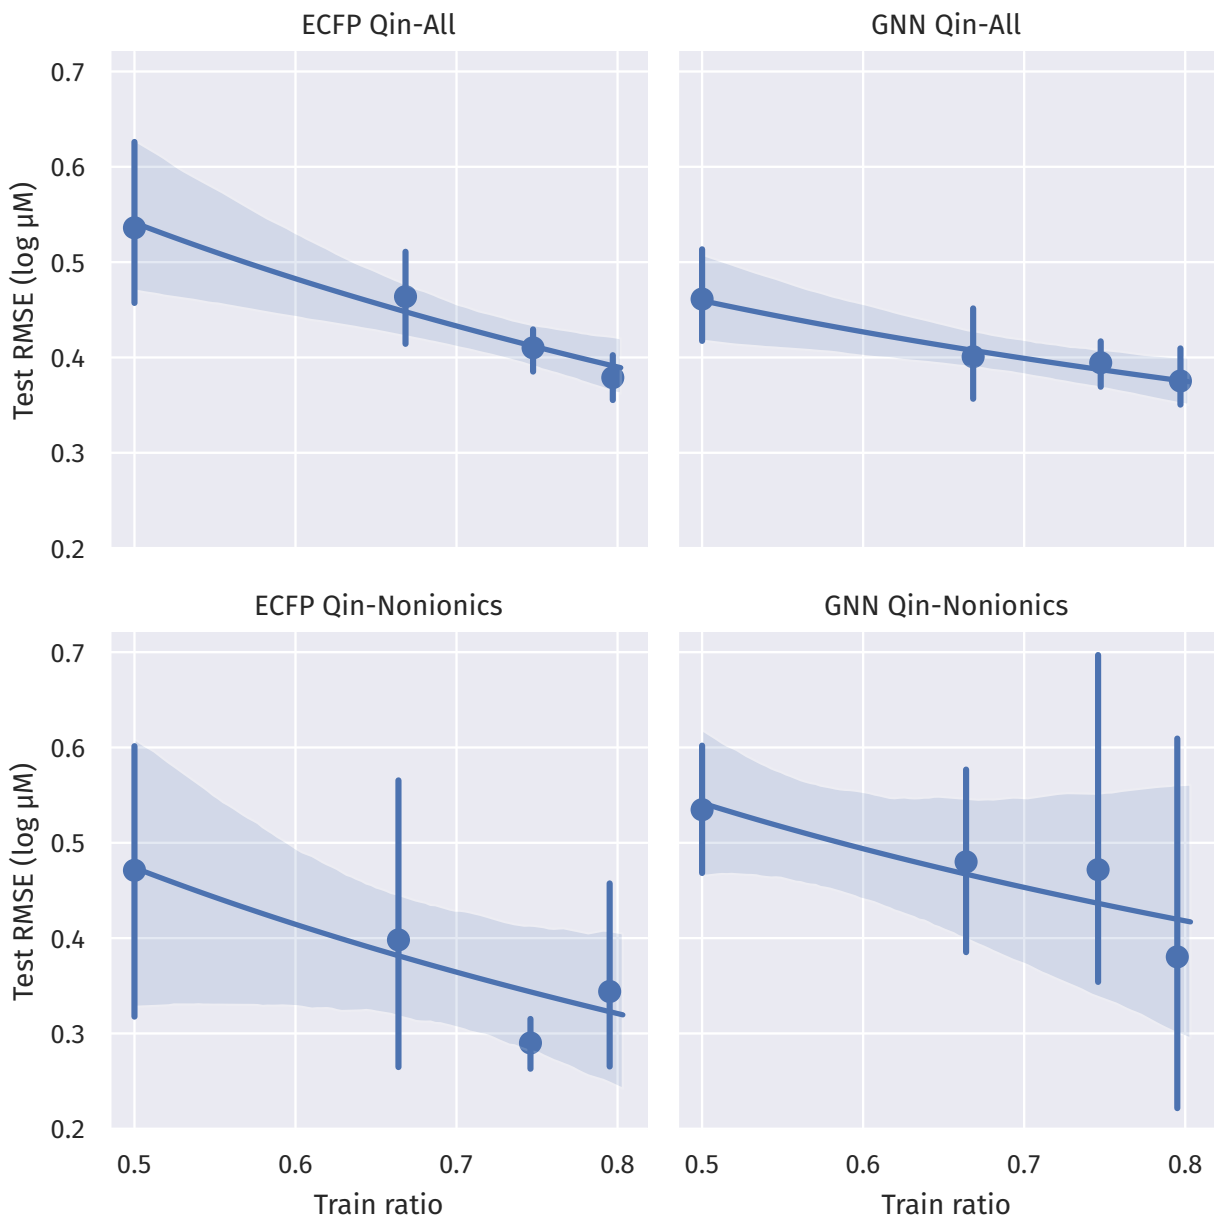 ECFP Qin-All
GNN Qin-All
0.7
0.6
0.5
0.4
0.3
0.2
Test RMSE (log µM)
ECFP Qin-Nonionics
GNN Qin-Nonionics
0.7
0.6
0.5
0.4
0.3
0.2
Test RMSE (log µM)
0.5 0.6 0.7 0.8
0.5 0.6 0.7 0.8
Train ratio
Train ratio